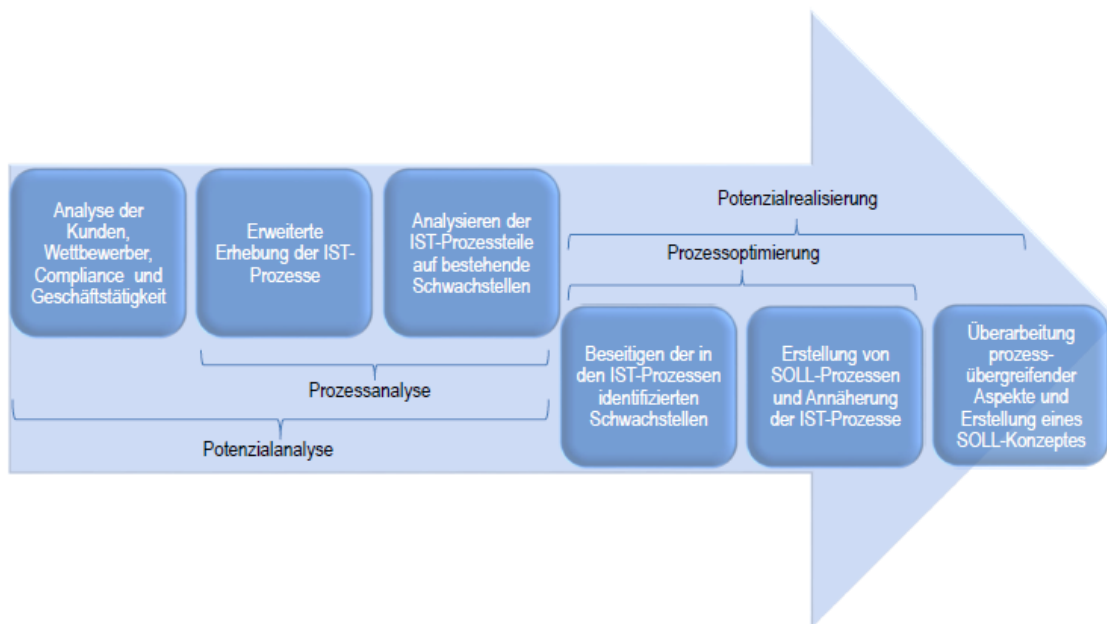 Analyse der
Kunden,
Wettbewerber,
Compliance und
Geschäftstätigkeit
Erweiterte
Erhebung der IST-
Prozesse
Analysieren der
IST-Prozessteile
auf bestehende
Schwachstellen
Prozessanalyse
Potenzialanalyse
Potenzialrealisierung
Prozessoptimierung
Beseitigen der in
den IST-Prozessen
identifizierten
Schwachstellen
Erstellung von
SOLL-Prozessen
und Annäherung
der IST-Prozesse
Überarbeitung
prozess-
übergreifender
Aspekte und
Erstellung eines
SOLL-Konzeptes